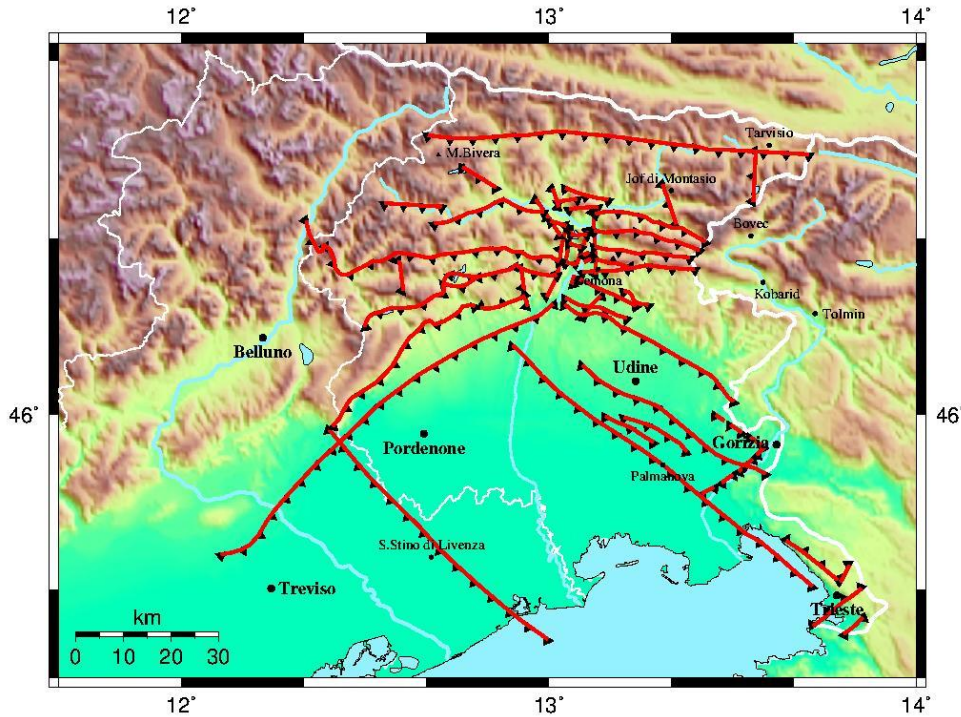 12° 13° 14°
Tarvisio
M.Bivera
Jof di Montasio
Bovec
Gemona
Kobarid
Tolmin
Belluno
Udine
46° 46°
Pordenone
Gorizia
Palmanova
S.Stino di Livenza
Treviso
Trieste
km
0 10 20 30
12° 13° 14°